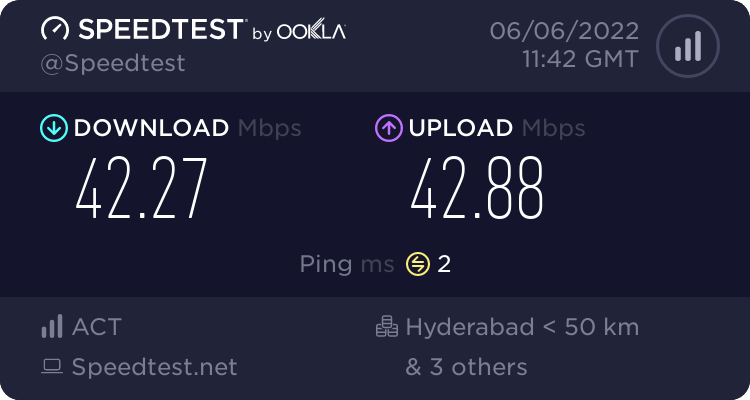 SPEEDTEST by OOKLA
@Speedtest
06/06/2022
11:42 GMT
DOWNLOAD Mbps
42.27
UPLOAD Mbps
42.88
Ping ms 2
ACT
Hyderabad < 50 km
Speedtest.net
& 3 others